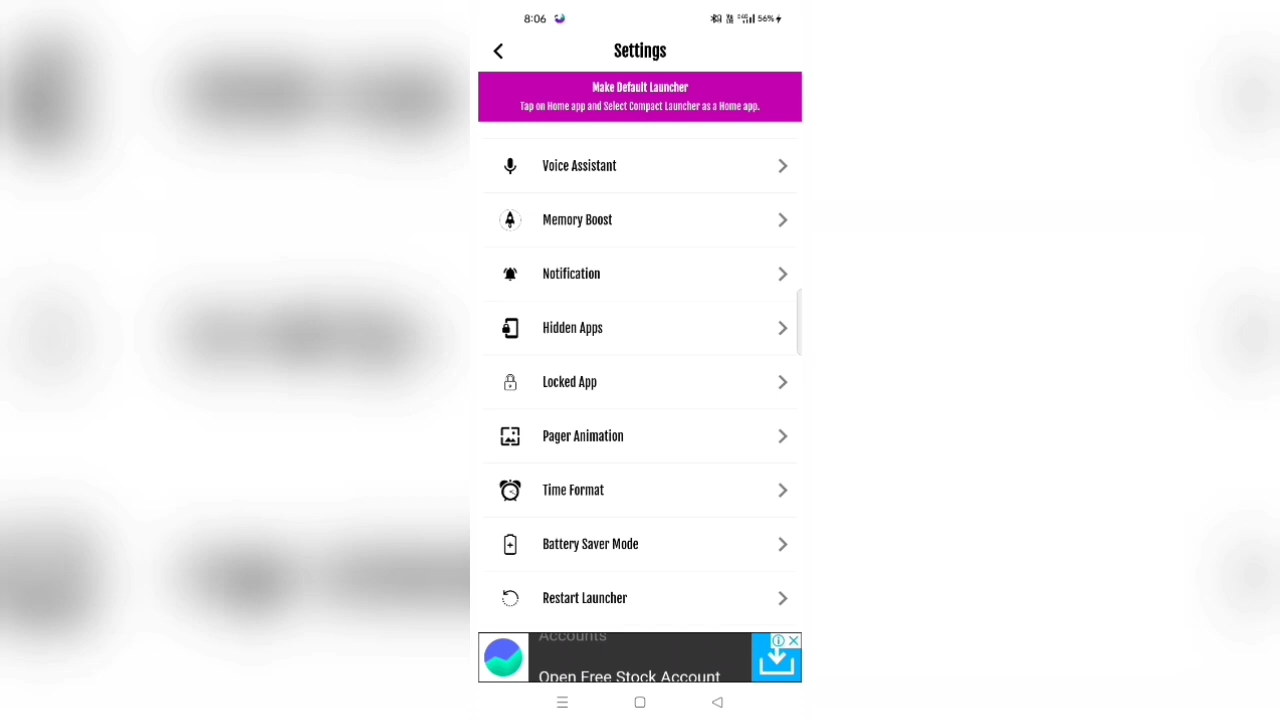 8:06
56%
Settings
Make Default Launcher
Tap on Home app and Select Compact Launcher as a Home app.
Voice Assistant
Memory Boost
Notification
Hidden Apps
Locked App
Pager Animation
Time Format
Battery Saver Mode
Restart Launcher
Accounts
Open Free Stock Account